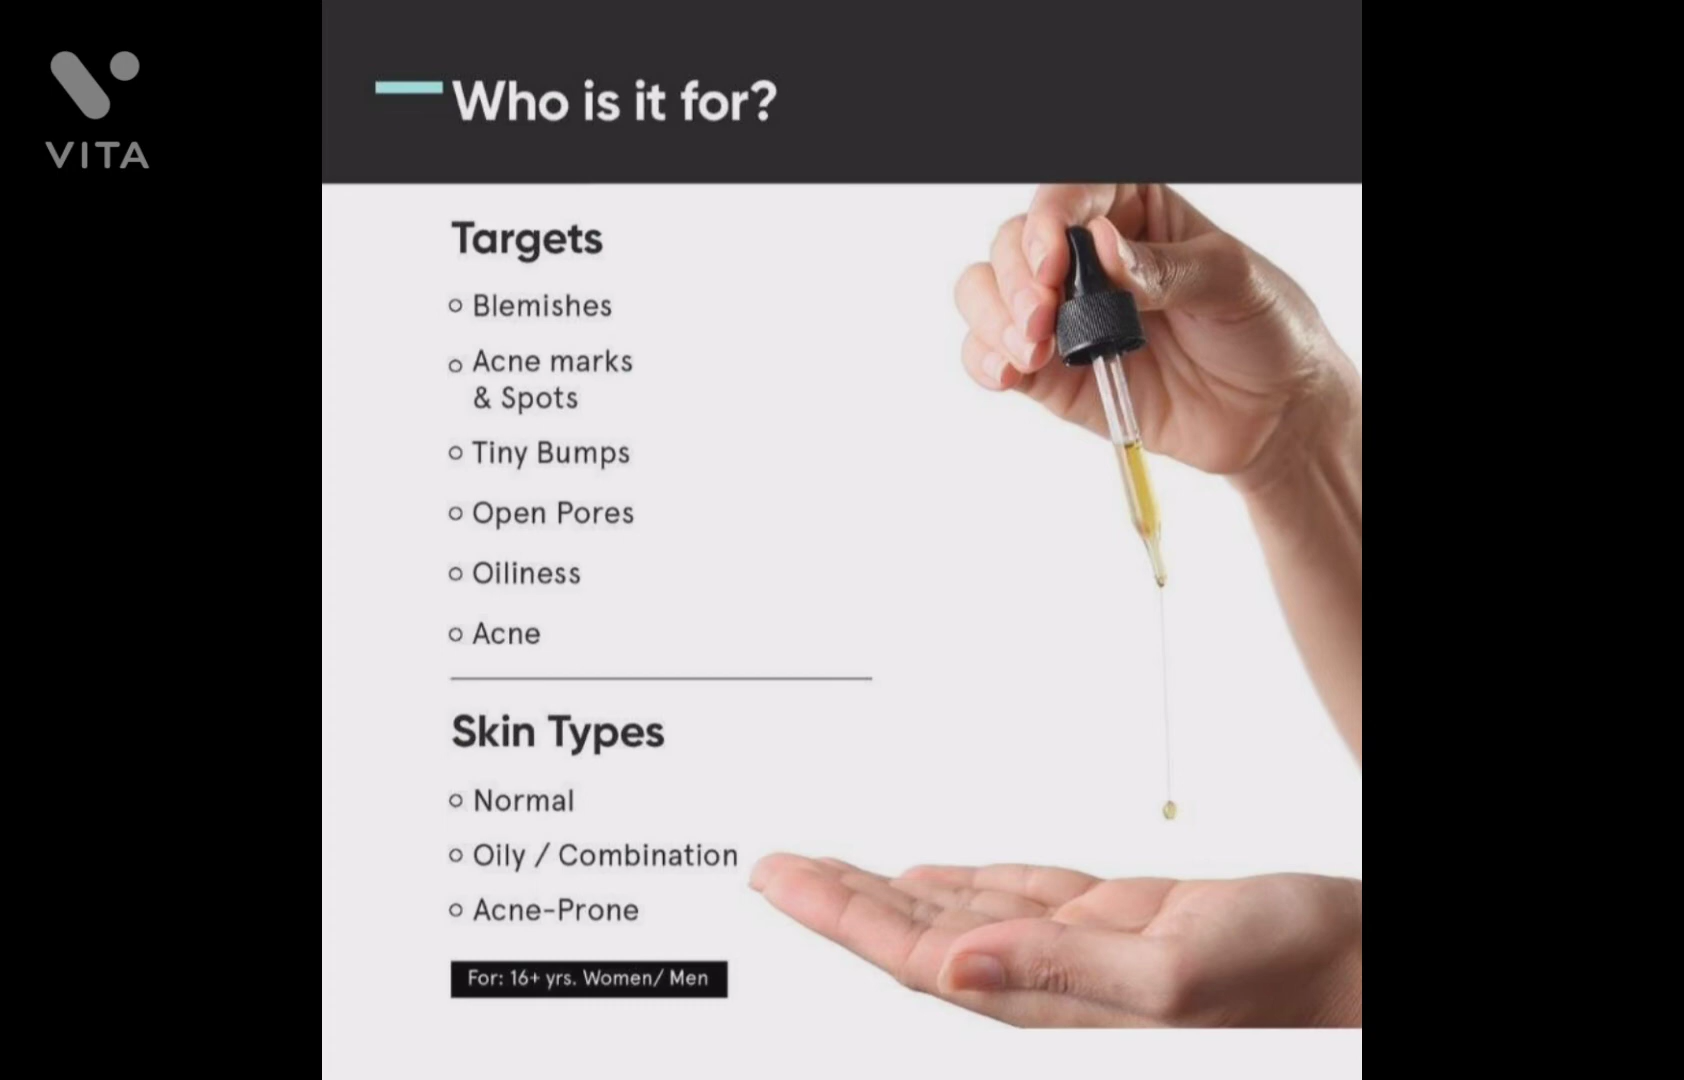 VITA
Who is it for?
Targets
Blemishes
Acne marks
& Spots
Tiny Bumps
Open Pores
Oiliness
Acne
Skin Types
Normal
Oily / Combination
Acne-Prone
For: 16+ yrs. Women/ Men